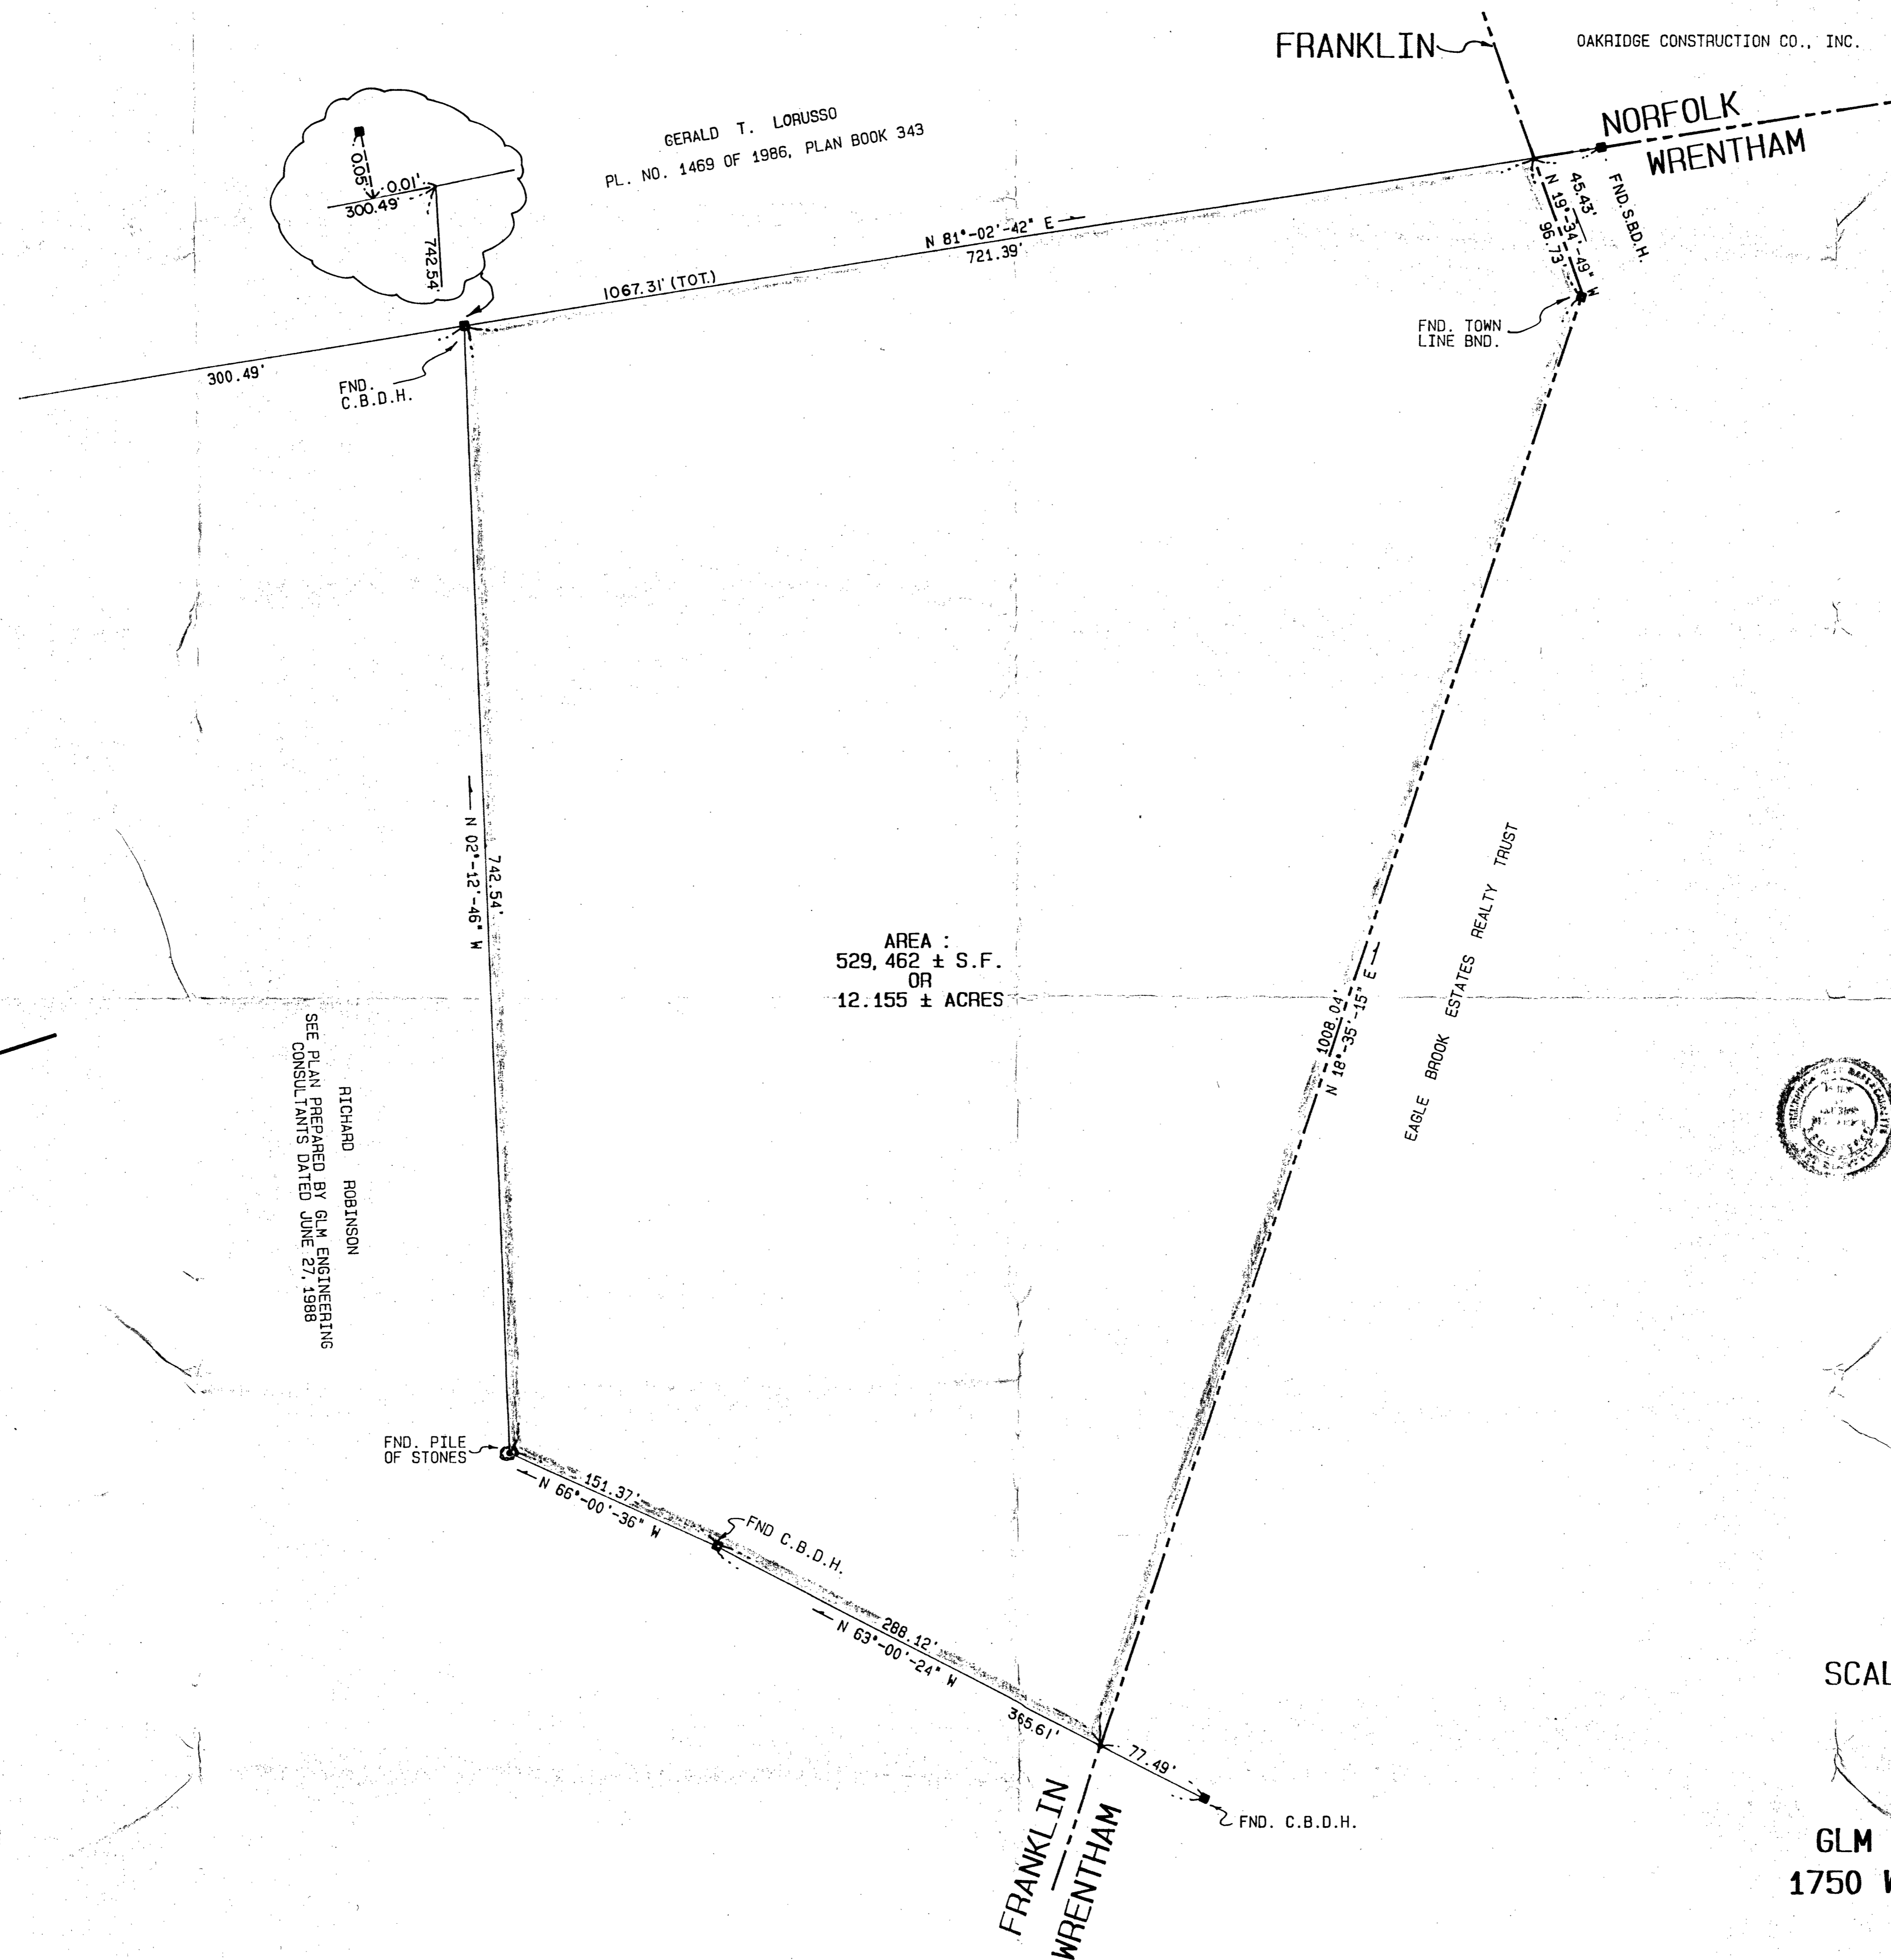 FRANKLIN
OAKRIDGE CONSTRUCTION CO., INC.
NORFOLK
WRENTHAM
GERALD T. LORUSSO
PL. NO. 1469 OF 1986, PLAN BOOK 343
0.05'
0.01'
300.49'
742.54'
N 81°-02'-42" E
721.39'
1067.31' (TOT.)
45.43'
FND. S.B.D.H.
N 19°-34'-49" W
96.73'
FND. TOWN
LINE BND.
300.49'
FND.
C.B.D.H.
N 02°-12'-46" W
742.54'
AREA :
529,462 ± S.F.
OR
12.155 ± ACRES
1008.04'
N 18°-35'-15" E
EAGLE BROOK ESTATES REALTY TRUST
RICHARD ROBINSON
SEE PLAN PREPARED BY GLM ENGINEERING
CONSULTANTS DATED JUNE 27, 1988
FND. PILE
OF STONES
151.37'
N 66°-00'-36" W
FND C.B.D.H.
288.12'
N 63°-00'-24" W
365.61'
77.49'
FND. C.B.D.H.
FRANKLIN
WRENTHAM
SCAL
GLM
1750 W